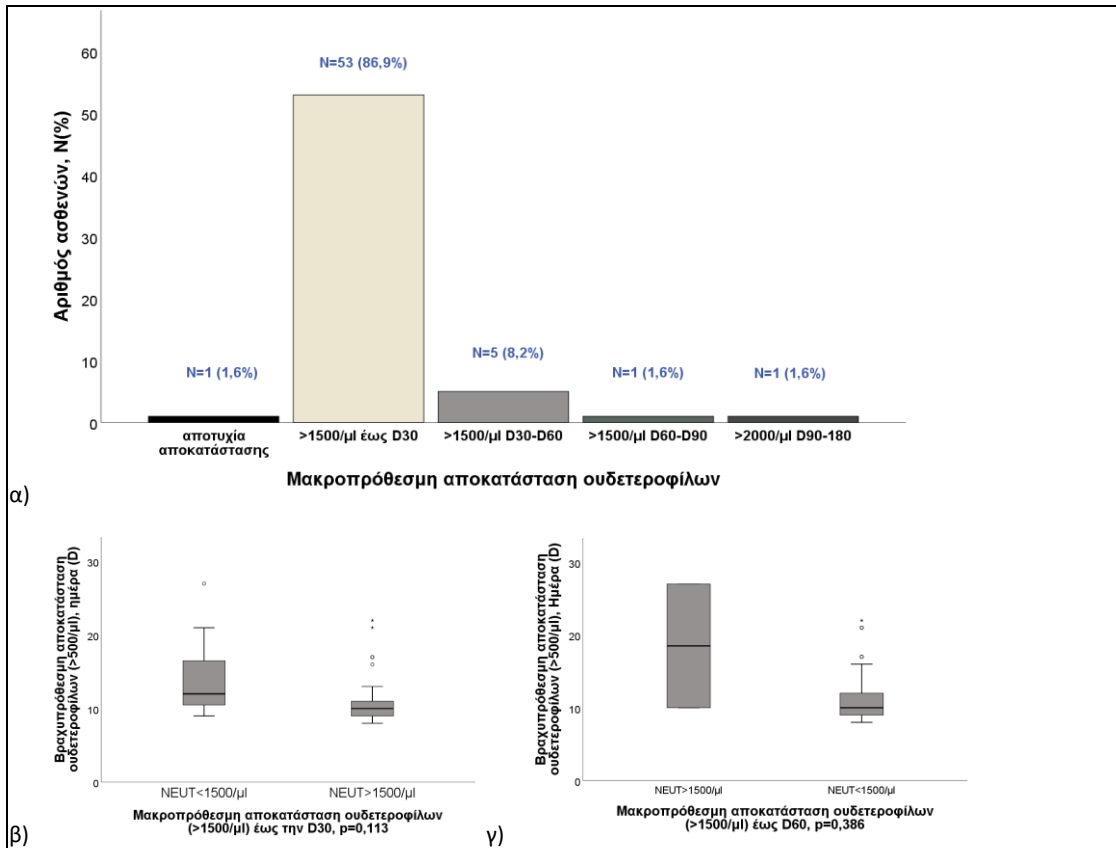 Αριθμός ασθενών, N(%)
60
50
40
30
20
10
0
N=1 (1,6%)
N=53 (86,9%)
N=5 (8,2%)
N=1 (1,6%)
N=1 (1,6%)
αποτυχία
αποκατάστασης
>1500/μl έως D30
>1500/μl D30-D60
>1500/μl D60-D90
>2000/μl D90-180
Μακροπρόθεσμη αποκατάσταση ουδετεροφίλων
α)
Βραχυπρόθεσμη αποκατάσταση
ουδετεροφίλων (>500/μl), ημέρα (D)
30
20
10
0
NEUT<1500/μl
NEUT>1500/μl
Μακροπρόθεσμη αποκατάσταση ουδετεροφίλων
(>1500/μl) έως την D30, p=0,113
β)
Βραχυπρόθεσμη αποκατάσταση
ουδετεροφίλων (>500/μl), Ημέρα (D)
30
20
10
0
NEUT>1500/μl
NEUT<1500/μl
Μακροπρόθεσμη αποκατάσταση ουδετεροφίλων
(>1500/μl) έως D60, p=0,386
γ)